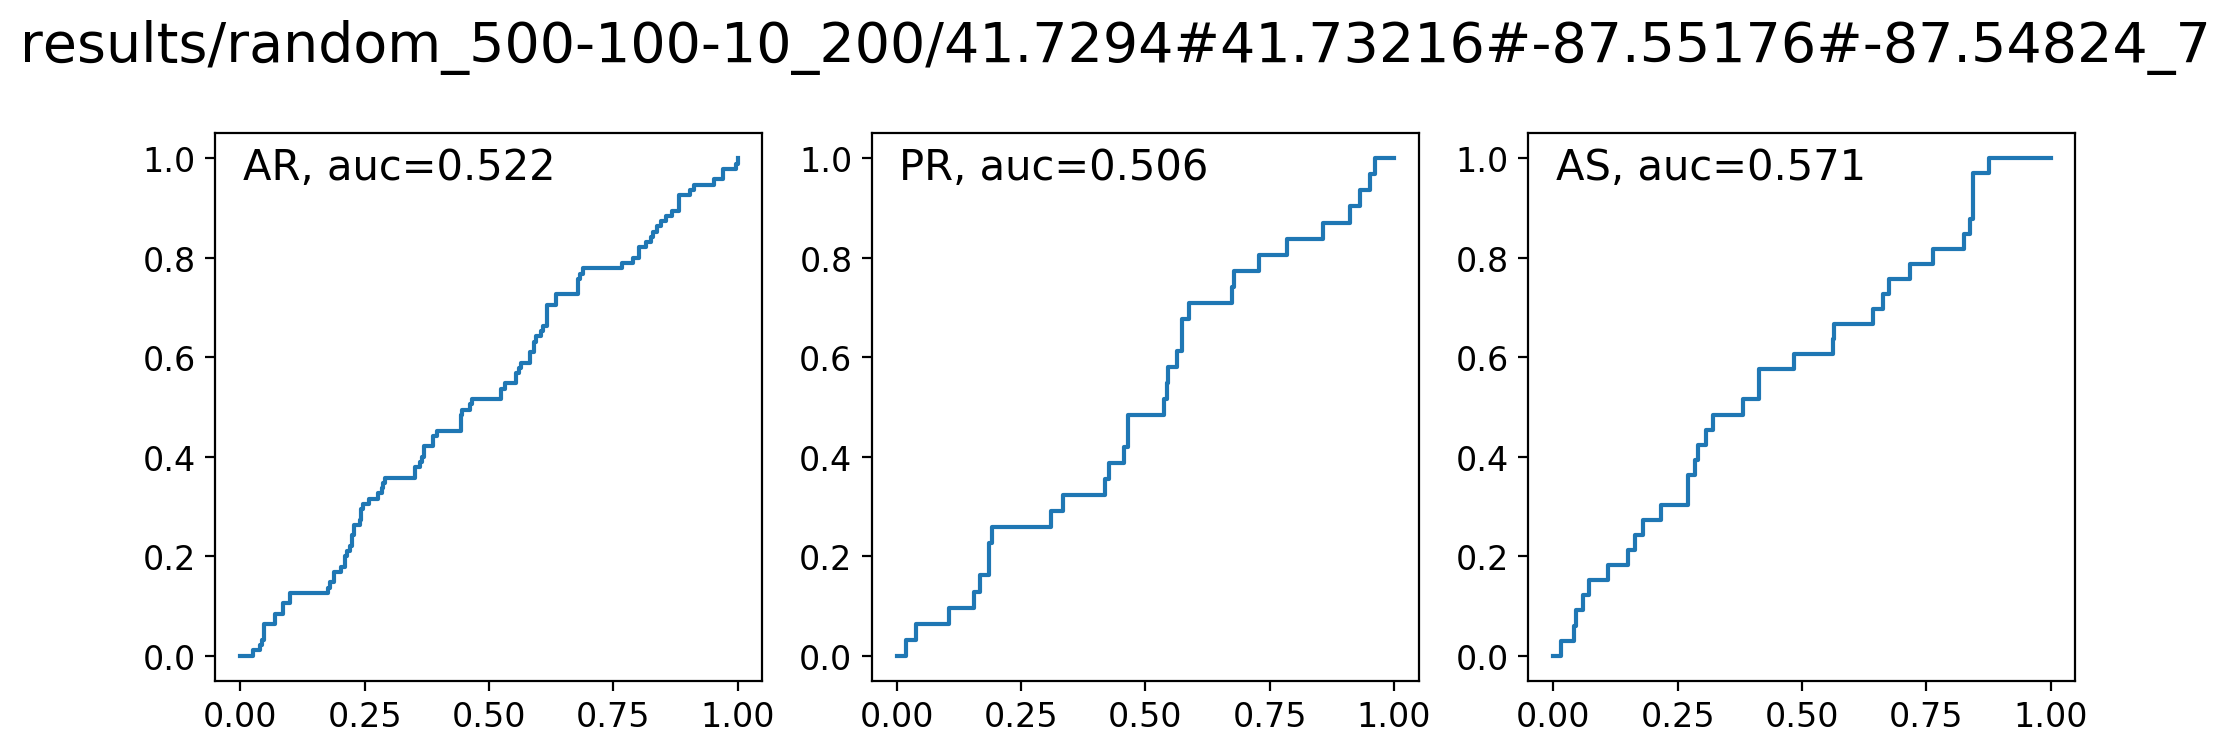 results/random_500-100-10_200/41.7294#41.73216#-87.55176#-87.54824_7
AR, auc=0.522
1.0
0.8
0.6
0.4
0.2
0.0
0.00 0.25 0.50 0.75 1.00
PR, auc=0.506
1.0
0.8
0.6
0.4
0.2
0.0
0.00 0.25 0.50 0.75 1.00
AS, auc=0.571
1.0
0.8
0.6
0.4
0.2
0.0
0.00 0.25 0.50 0.75 1.00